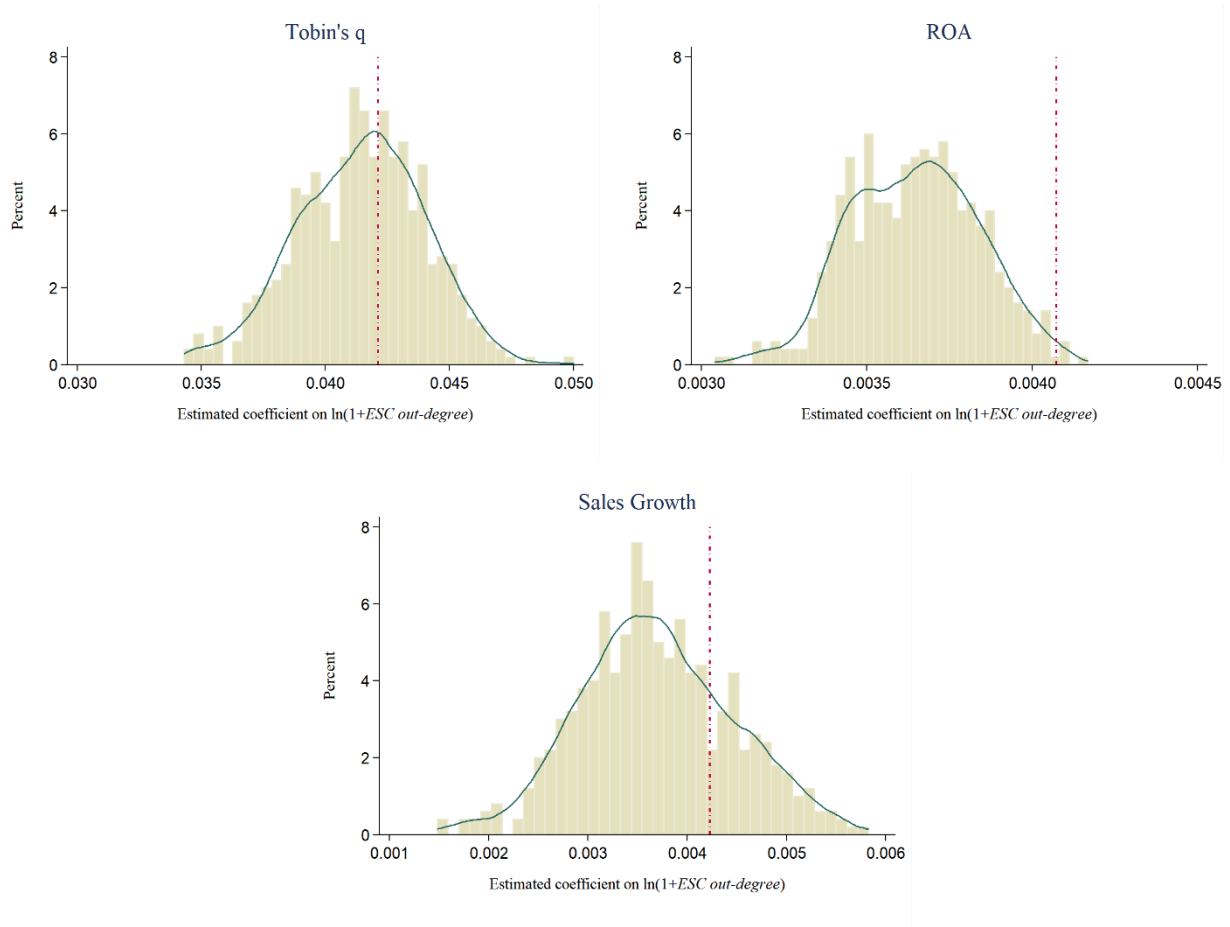 Tobin's q
Percent
8
6
4
2
0
0.030 0.035 0.040 0.045 0.050
Estimated coefficient on ln(1+ESC out-degree)
ROA
Percent
8
6
4
2
0
0.0030 0.0035 0.0040 0.0045
Estimated coefficient on ln(1+ESC out-degree)
Sales Growth
Percent
8
6
4
2
0
0.001 0.002 0.003 0.004 0.005 0.006
Estimated coefficient on ln(1+ESC out-degree)